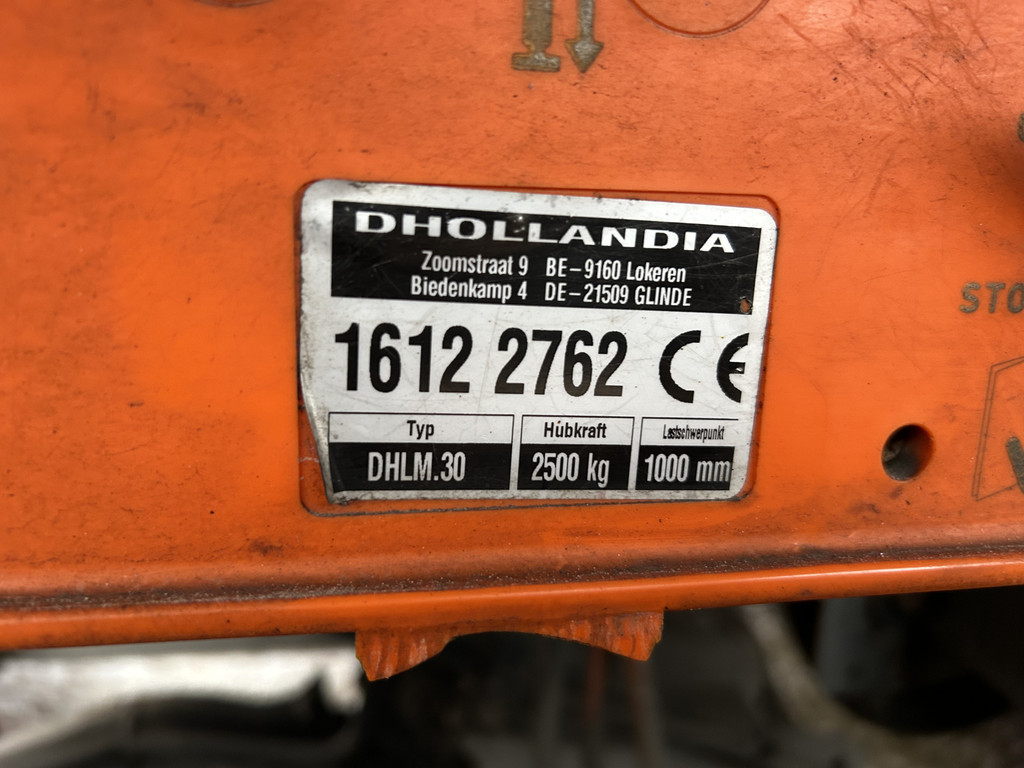 DHOLLANDIA
Zoomstraat 9 BE–9160 Lokeren
Biedenkamp 4 DE–21509 GLINDE
1612 2762 CE
Typ Hubkraft Lastschwerpunkt
DHLM.30 2500 kg 1000 mm
STO